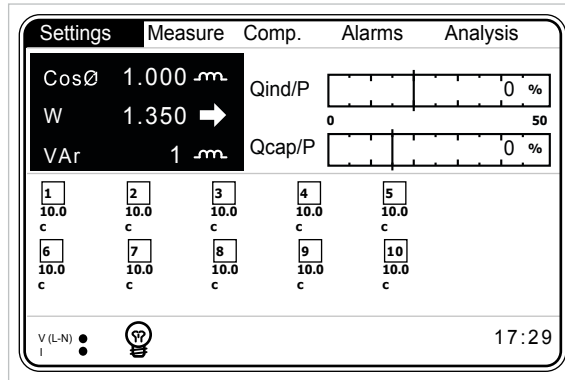 Settings Measure Comp. Alarms Analysis
CosØ 1.000
W 1.350
VAr 1
Qind/P 0 %
0 50
Qcap/P 0 %
1 2 3 4 5
10.0 10.0 10.0 10.0 10.0
c c c c c
6 7 8 9 10
10.0 10.0 10.0 10.0 10.0
c c c c c
V (L-N)
I
17:29